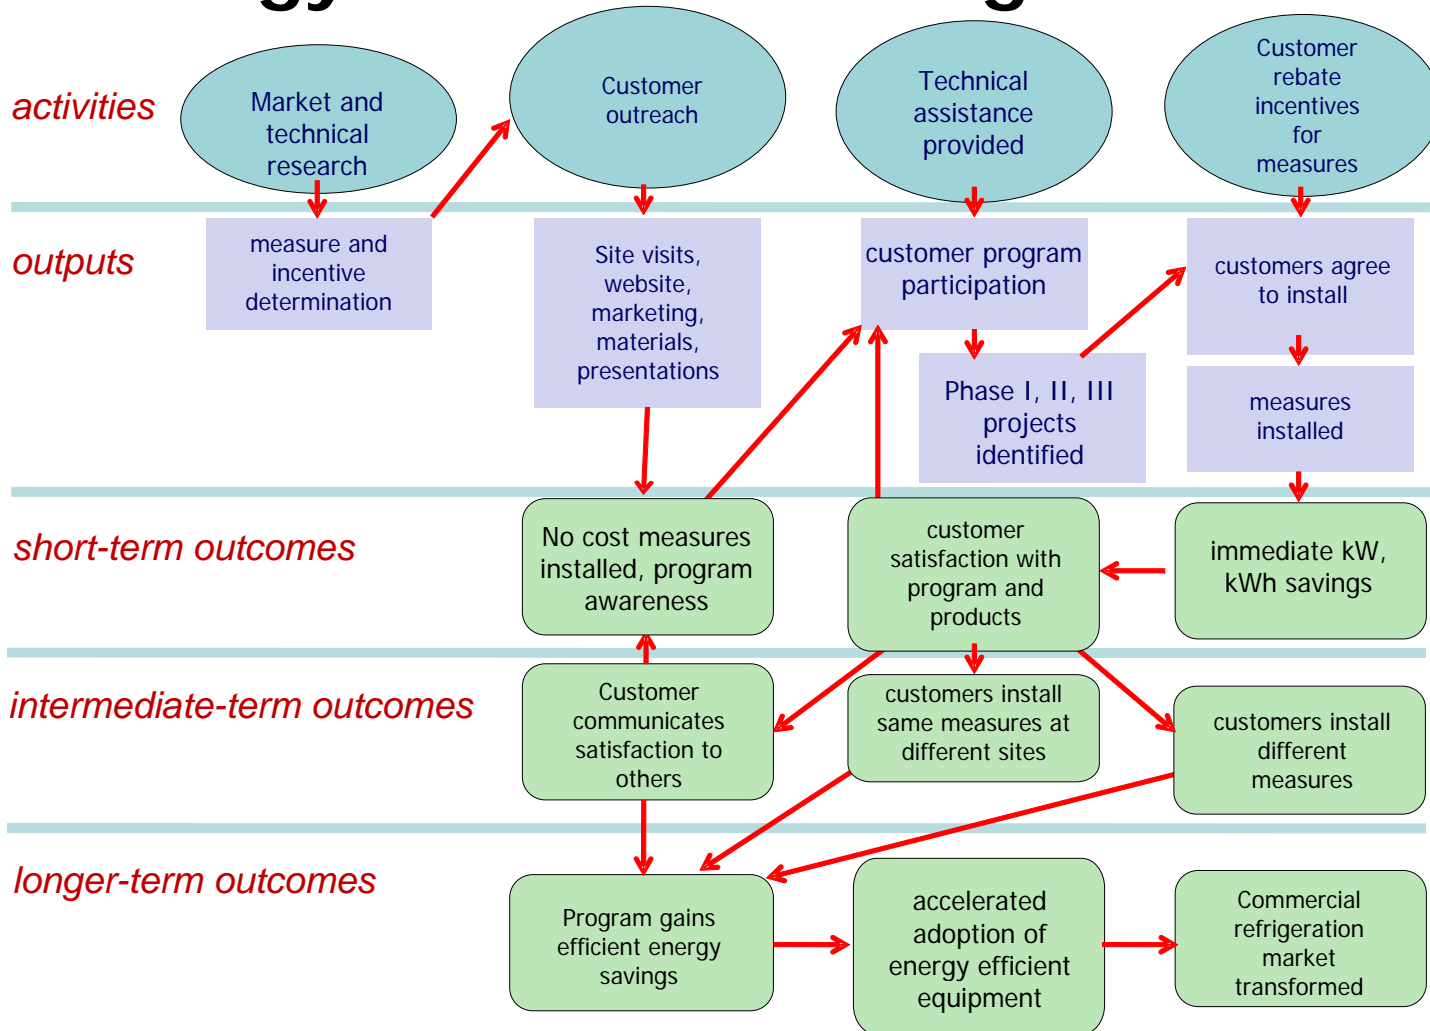 activities
Market and
technical
research
Customer
outreach
Technical
assistance
provided
Customer
rebate
incentives
for
measures
outputs
measure and
incentive
determination
Site visits,
website,
marketing,
materials,
presentations
customer program
participation
Phase I, II, III
projects
identified
customers agree
to install
measures
installed
short-term outcomes
No cost measures
installed, program
awareness
customer
satisfaction with
program and
products
immediate kW,
kWh savings
intermediate-term outcomes
Customer
communicates
satisfaction to
others
customers install
same measures at
different sites
customers install
different
measures
longer-term outcomes
Program gains
efficient energy
savings
accelerated
adoption of
energy efficient
equipment
Commercial
refrigeration
market
transformed